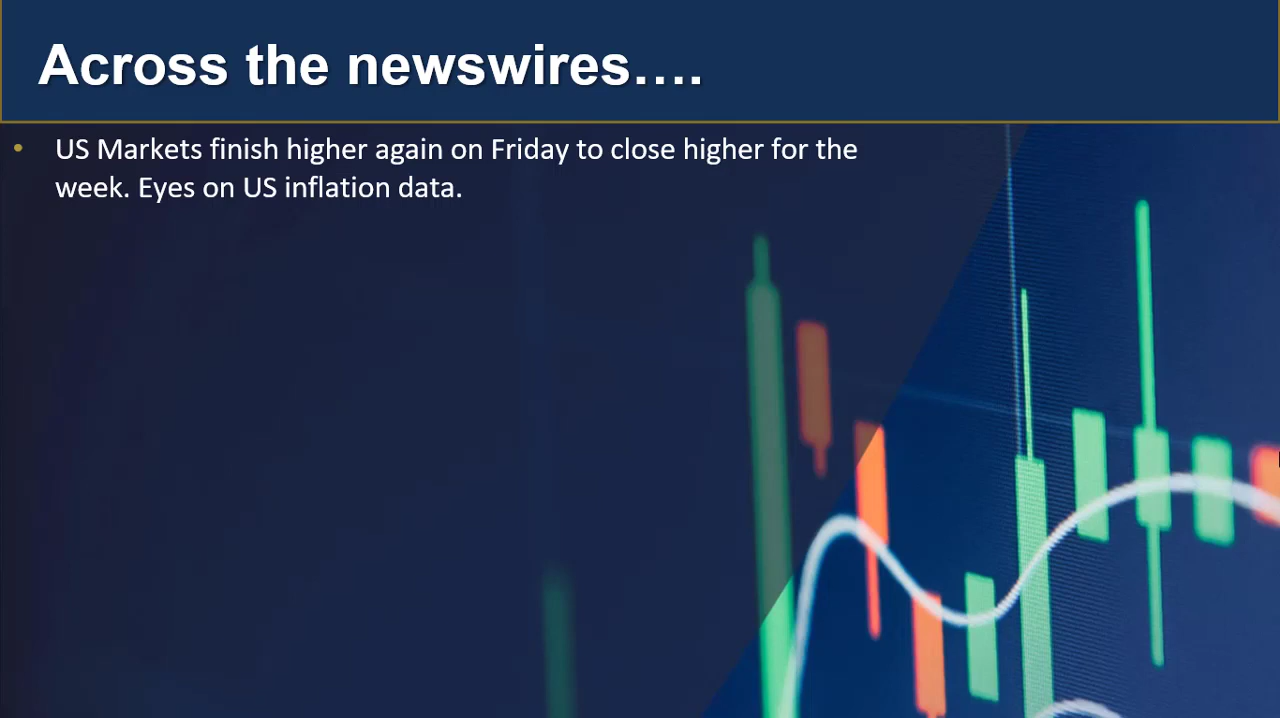 Across the newswires….
• US Markets finish higher again on Friday to close higher for the
week. Eyes on US inflation data.